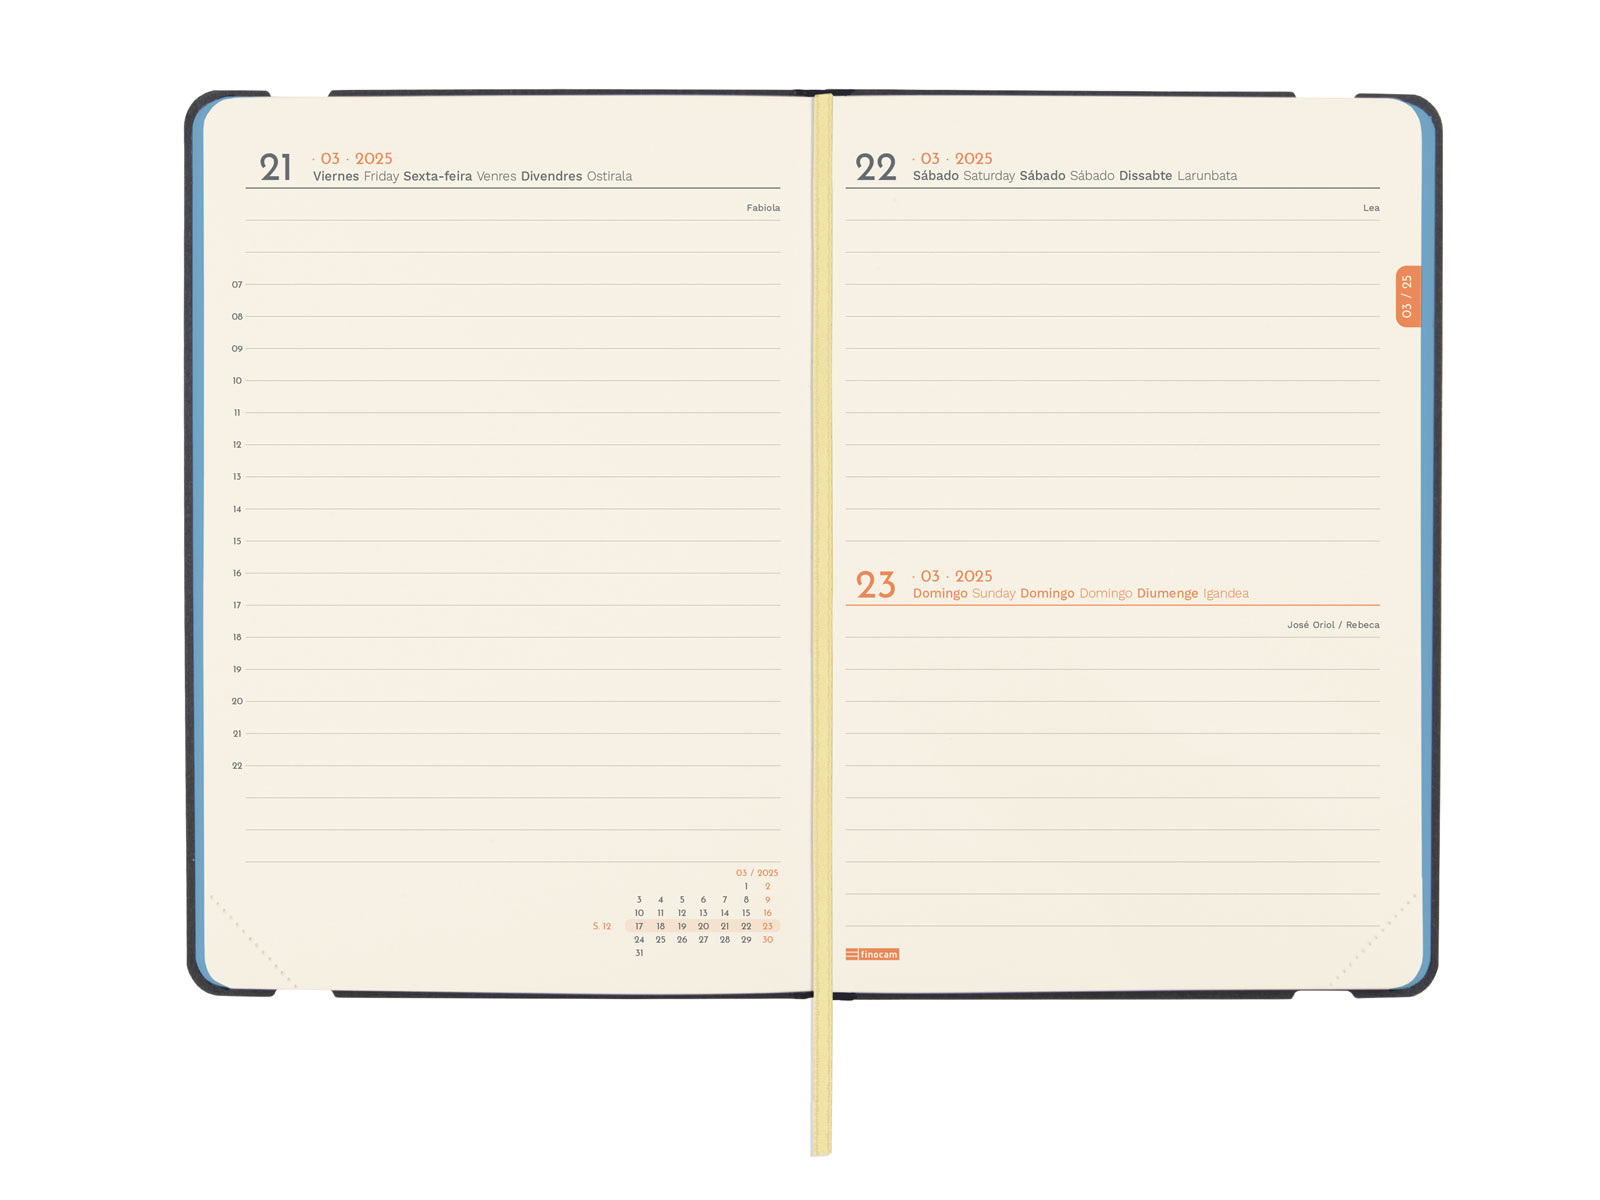 21 · 03 · 2025
Viernes Friday Sexta-feira Venres Divendres Ostirala
Fabiola
07
08
09
10
11
12
13
14
15
16
17
18
19
20
21
22
03 / 2025
1 2
3 4 5 6 7 8 9
10 11 12 13 14 15 16
S. 12 17 18 19 20 21 22 23
24 25 26 27 28 29 30
31
22 · 03 · 2025
Sábado Saturday Sábado Sábado Dissabte Larunbata
Lea
03 / 25
23 · 03 · 2025
Domingo Sunday Domingo Domingo Diumenge Igandea
José Oriol / Rebeca
finocam